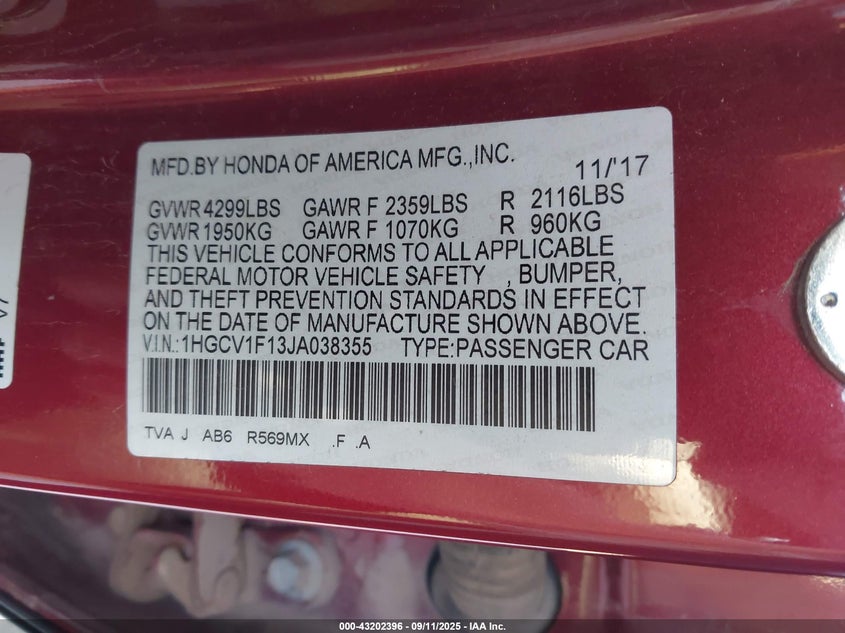 MFD.BY HONDA OF AMERICA MFG.,INC. 11/'17
GVWR 4299LBS GAWR F 2359LBS R 2116LBS
GVWR 1950KG GAWR F 1070KG R 960KG
THIS VEHICLE CONFORMS TO ALL APPLICABLE
FEDERAL MOTOR VEHICLE SAFETY , BUMPER,
AND THEFT PREVENTION STANDARDS IN EFFECT
ON THE DATE OF MANUFACTURE SHOWN ABOVE.
V.I.N.:1HGCV1F13JA038355 TYPE:PASSENGER CAR
TVA J AB6 R569MX .F .A
000-43202396 - 09/11/2025 - IAA Inc.